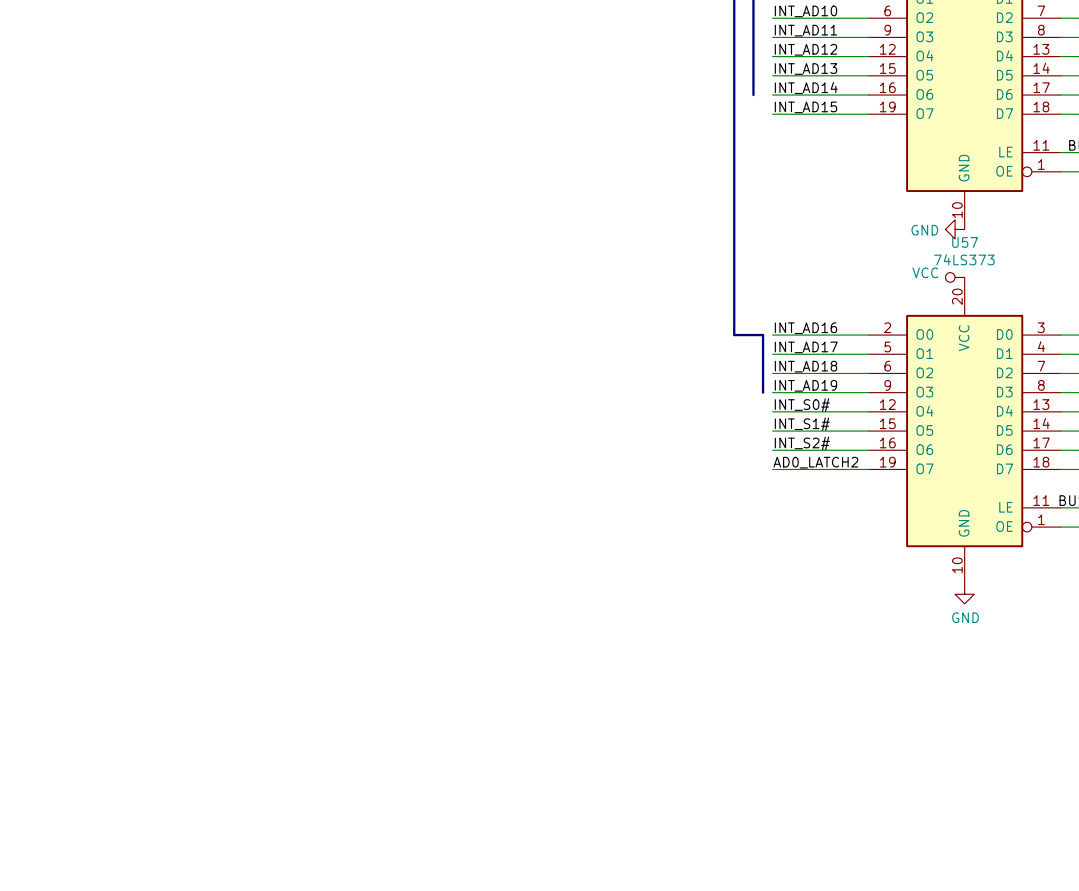 INT_AD10 6 O2 D2 7
INT_AD11 9 O3 D3 8
INT_AD12 12 O4 D4 13
INT_AD13 15 O5 D5 14
INT_AD14 16 O6 D6 17
INT_AD15 19 O7 D7 18
LE 11
GND OE 1
10
GND
U57
74LS373
VCC
20
INT_AD16 2 O0 VCC D0 3
INT_AD17 5 O1 D1 4
INT_AD18 6 O2 D2 7
INT_AD19 9 O3 D3 8
INT_S0# 12 O4 D4 13
INT_S1# 15 O5 D5 14
INT_S2# 16 O6 D6 17
AD0_LATCH2 19 O7 D7 18
LE 11
GND OE 1
10
GND